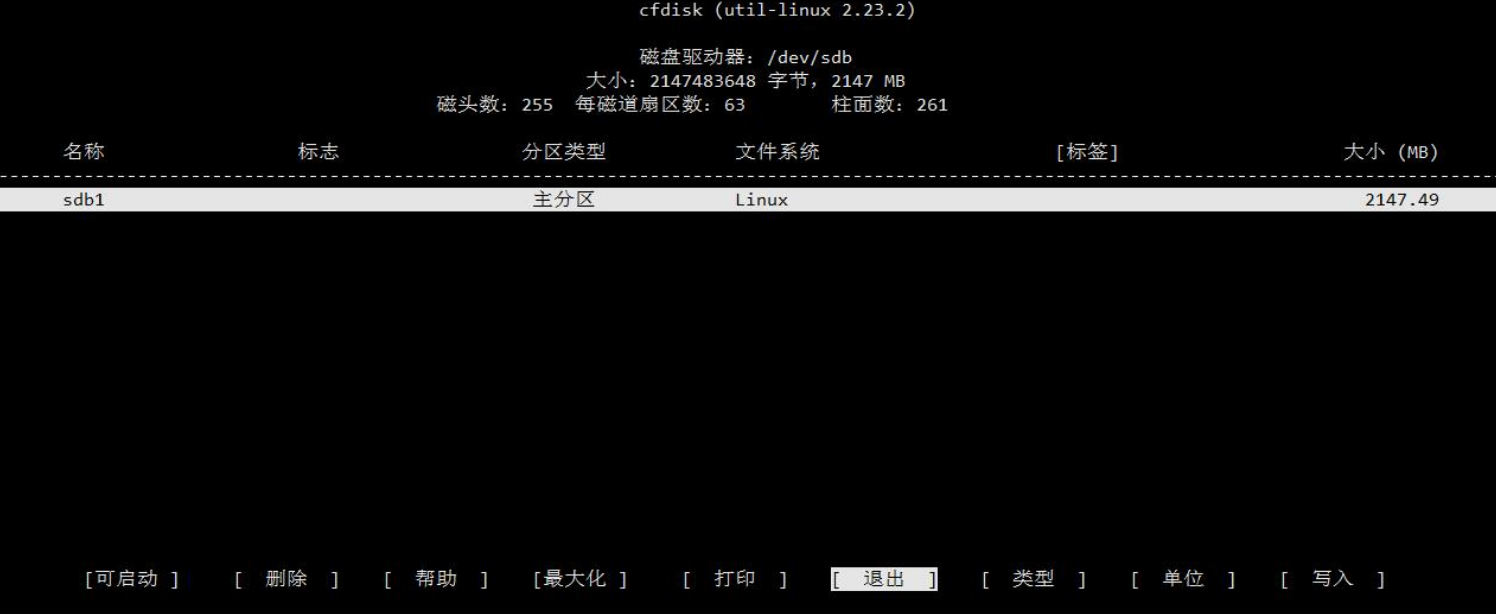 cfdisk (util-linux 2.23.2)
磁盘驱动器：/dev/sdb
大小：2147483648 字节，2147 MB
磁头数：255 每磁道扇区数：63 柱面数：261
名称 标志 分区类型 文件系统 [标签] 大小 (MB)
sdb1 主分区 Linux 2147.49
[可启动 ] [ 删除 ] [ 帮助 ] [最大化 ] [ 打印 ] [ 退出 ] [ 类型 ] [ 单位 ] [ 写入 ]